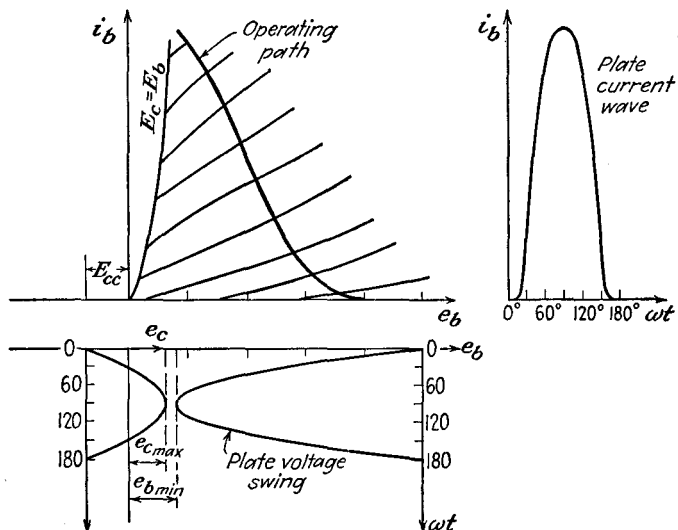 i_b
Operating
path
E_c = E_b
E_cc
e_b
i_b
Plate
current
wave
0° 60° 120° 180° ωt
e_c
0
60
120
180
e_c max
e_b min
Plate voltage
swing
0 e_b
60
120
180
ωt